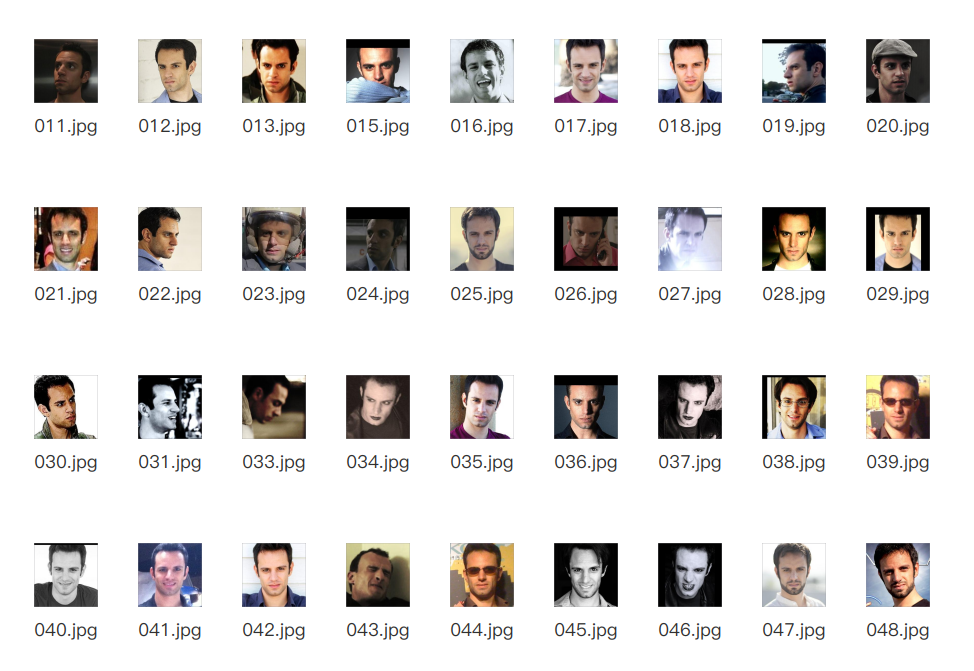 011.jpg 012.jpg 013.jpg 015.jpg 016.jpg 017.jpg 018.jpg 019.jpg 020.jpg
021.jpg 022.jpg 023.jpg 024.jpg 025.jpg 026.jpg 027.jpg 028.jpg 029.jpg
030.jpg 031.jpg 033.jpg 034.jpg 035.jpg 036.jpg 037.jpg 038.jpg 039.jpg
040.jpg 041.jpg 042.jpg 043.jpg 044.jpg 045.jpg 046.jpg 047.jpg 048.jpg